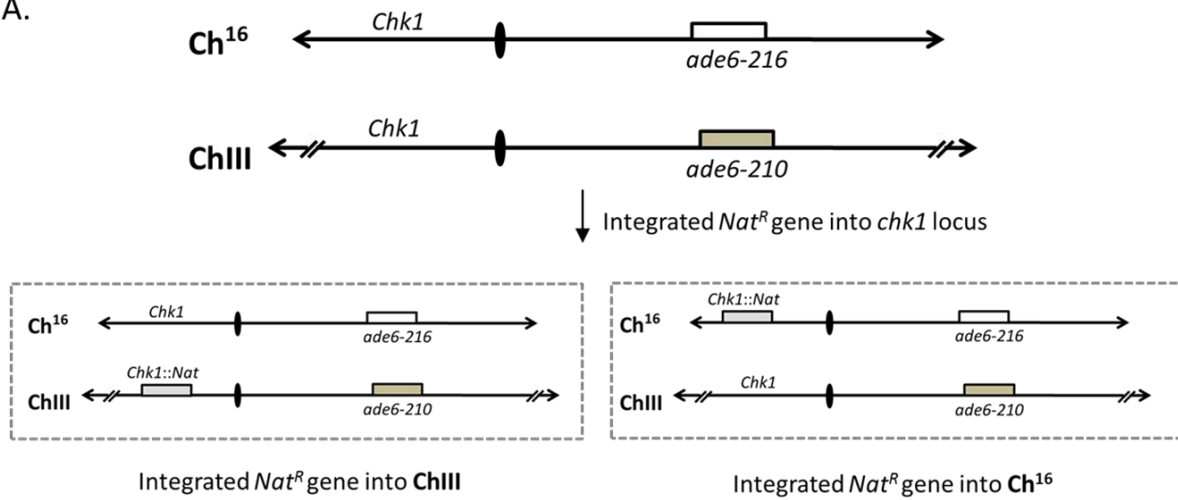 A.
Ch16
Chk1
ade6-216
ChIII
Chk1
ade6-210
Integrated NatR gene into chk1 locus
Ch16
Chk1
ade6-216
Chk1::Nat
ChIII
ade6-210
Integrated NatR gene into ChIII
Chk1::Nat
Ch16
ade6-216
Chk1
ChIII
ade6-210
Integrated NatR gene into Ch16